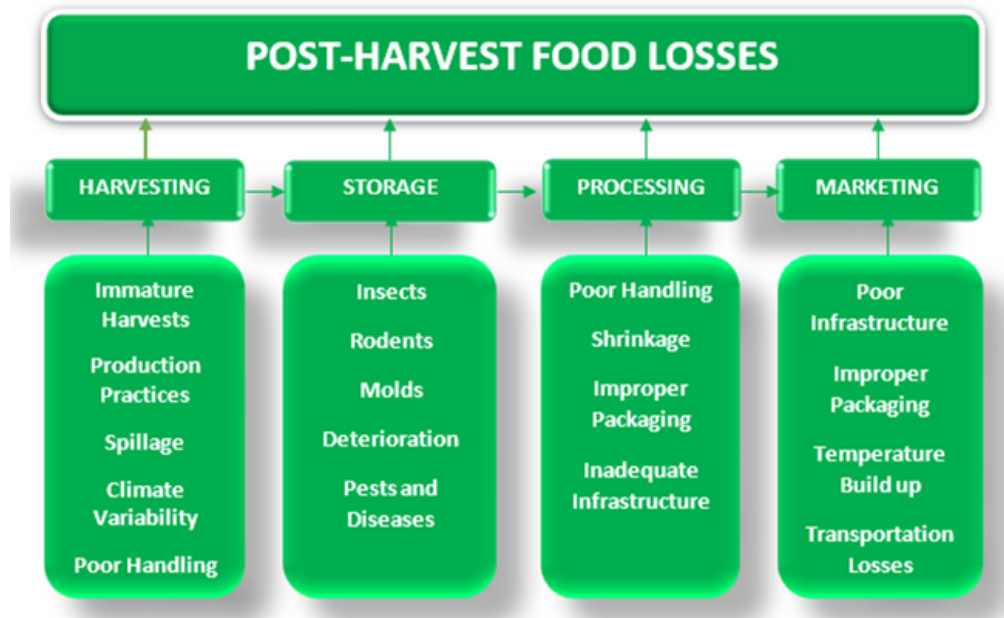 POST-HARVEST FOOD LOSSES
HARVESTING
STORAGE
PROCESSING
MARKETING
Immature
Harvests
Production
Practices
Spillage
Climate
Variability
Poor Handling
Insects
Rodents
Molds
Deterioration
Pests and
Diseases
Poor Handling
Shrinkage
Improper
Packaging
Inadequate
Infrastructure
Poor
Infrastructure
Improper
Packaging
Temperature
Build up
Transportation
Losses